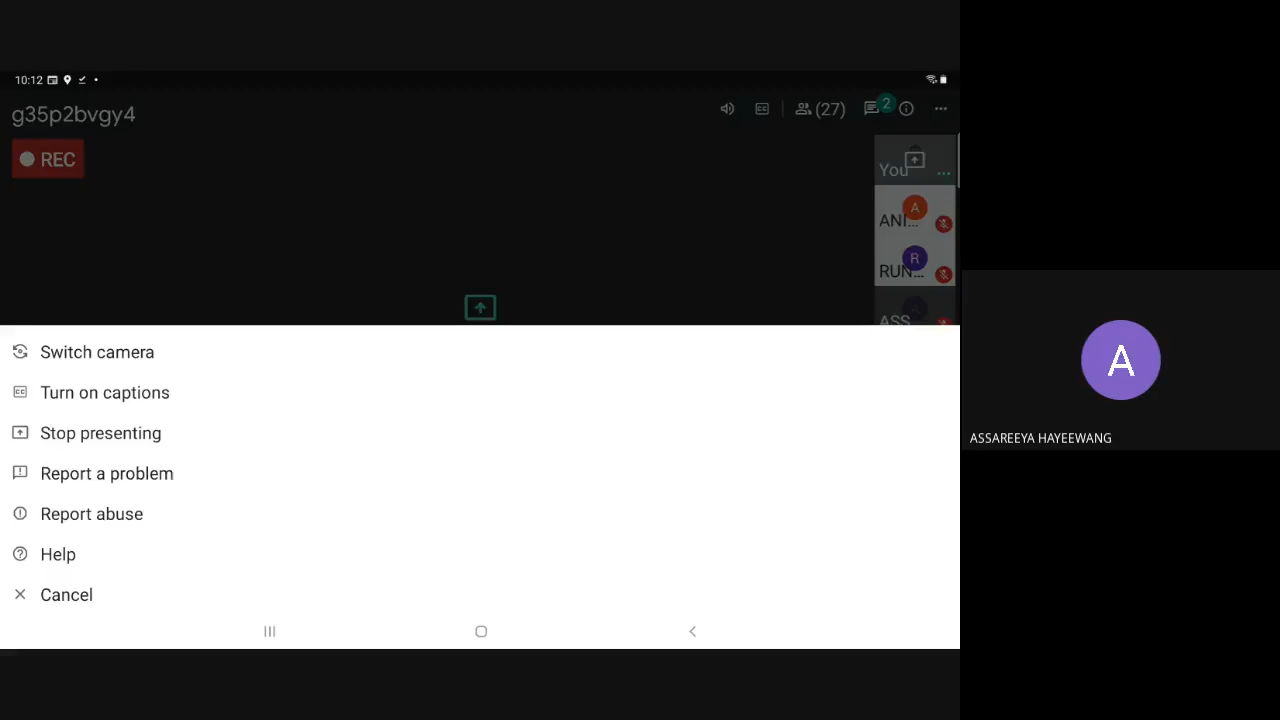 10:12
g35p2bvgy4
(27)
2
REC
You
A
ANI...
R
RUN...
A
ASS
Switch camera
Turn on captions
Stop presenting
Report a problem
Report abuse
Help
Cancel
A
ASSAREEYA HAYEEWANG